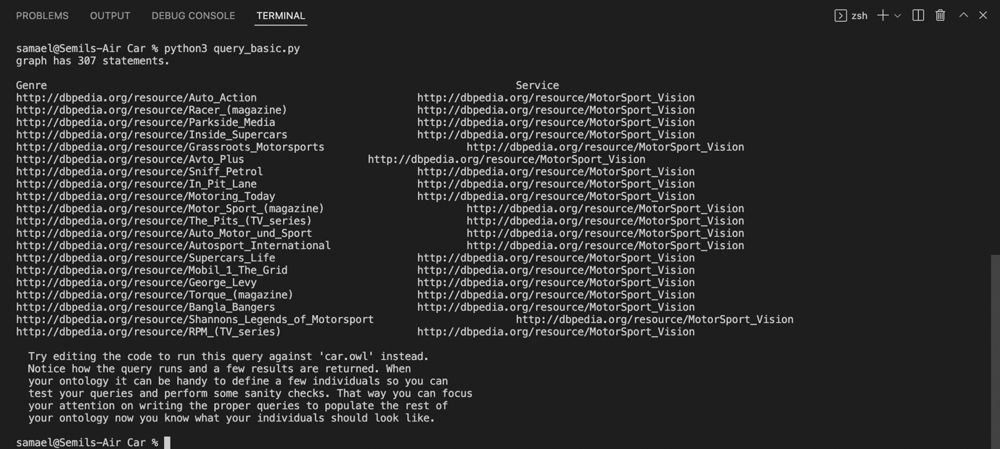 PROBLEMS OUTPUT DEBUG CONSOLE TERMINAL zsh
samael@Semils-Air Car % python3 query_basic.py
graph has 307 statements.
Genre Service
http://dbpedia.org/resource/Auto_Action http://dbpedia.org/resource/MotorSport_Vision
http://dbpedia.org/resource/Racer_(magazine) http://dbpedia.org/resource/MotorSport_Vision
http://dbpedia.org/resource/Parkside_Media http://dbpedia.org/resource/MotorSport_Vision
http://dbpedia.org/resource/Inside_Supercars http://dbpedia.org/resource/MotorSport_Vision
http://dbpedia.org/resource/Grassroots_Motorsports http://dbpedia.org/resource/MotorSport_Vision
http://dbpedia.org/resource/Avto_Plus http://dbpedia.org/resource/MotorSport_Vision
http://dbpedia.org/resource/Sniff_Petrol http://dbpedia.org/resource/MotorSport_Vision
http://dbpedia.org/resource/In_Pit_Lane http://dbpedia.org/resource/MotorSport_Vision
http://dbpedia.org/resource/Motoring_Today http://dbpedia.org/resource/MotorSport_Vision
http://dbpedia.org/resource/Motor_Sport_(magazine) http://dbpedia.org/resource/MotorSport_Vision
http://dbpedia.org/resource/The_Pits_(TV_series) http://dbpedia.org/resource/MotorSport_Vision
http://dbpedia.org/resource/Auto_Motor_und_Sport http://dbpedia.org/resource/MotorSport_Vision
http://dbpedia.org/resource/Autosport_International http://dbpedia.org/resource/MotorSport_Vision
http://dbpedia.org/resource/Supercars_Life http://dbpedia.org/resource/MotorSport_Vision
http://dbpedia.org/resource/Mobil_1_The_Grid http://dbpedia.org/resource/MotorSport_Vision
http://dbpedia.org/resource/George_Levy http://dbpedia.org/resource/MotorSport_Vision
http://dbpedia.org/resource/Torque_(magazine) http://dbpedia.org/resource/MotorSport_Vision
http://dbpedia.org/resource/Bangla_Bangers http://dbpedia.org/resource/MotorSport_Vision
http://dbpedia.org/resource/Shannons_Legends_of_Motorsport http://dbpedia.org/resource/MotorSport_Vision
http://dbpedia.org/resource/RPM_(TV_series) http://dbpedia.org/resource/MotorSport_Vision
Try editing the code to run this query against 'car.owl' instead.
Notice how the query runs and a few results are returned. When
your ontology it can be handy to define a few individuals so you can
test your queries and perform some sanity checks. That way you can focus
your attention on writing the proper queries to populate the rest of
your ontology now you know what your individuals should look like.
samael@Semils-Air Car %